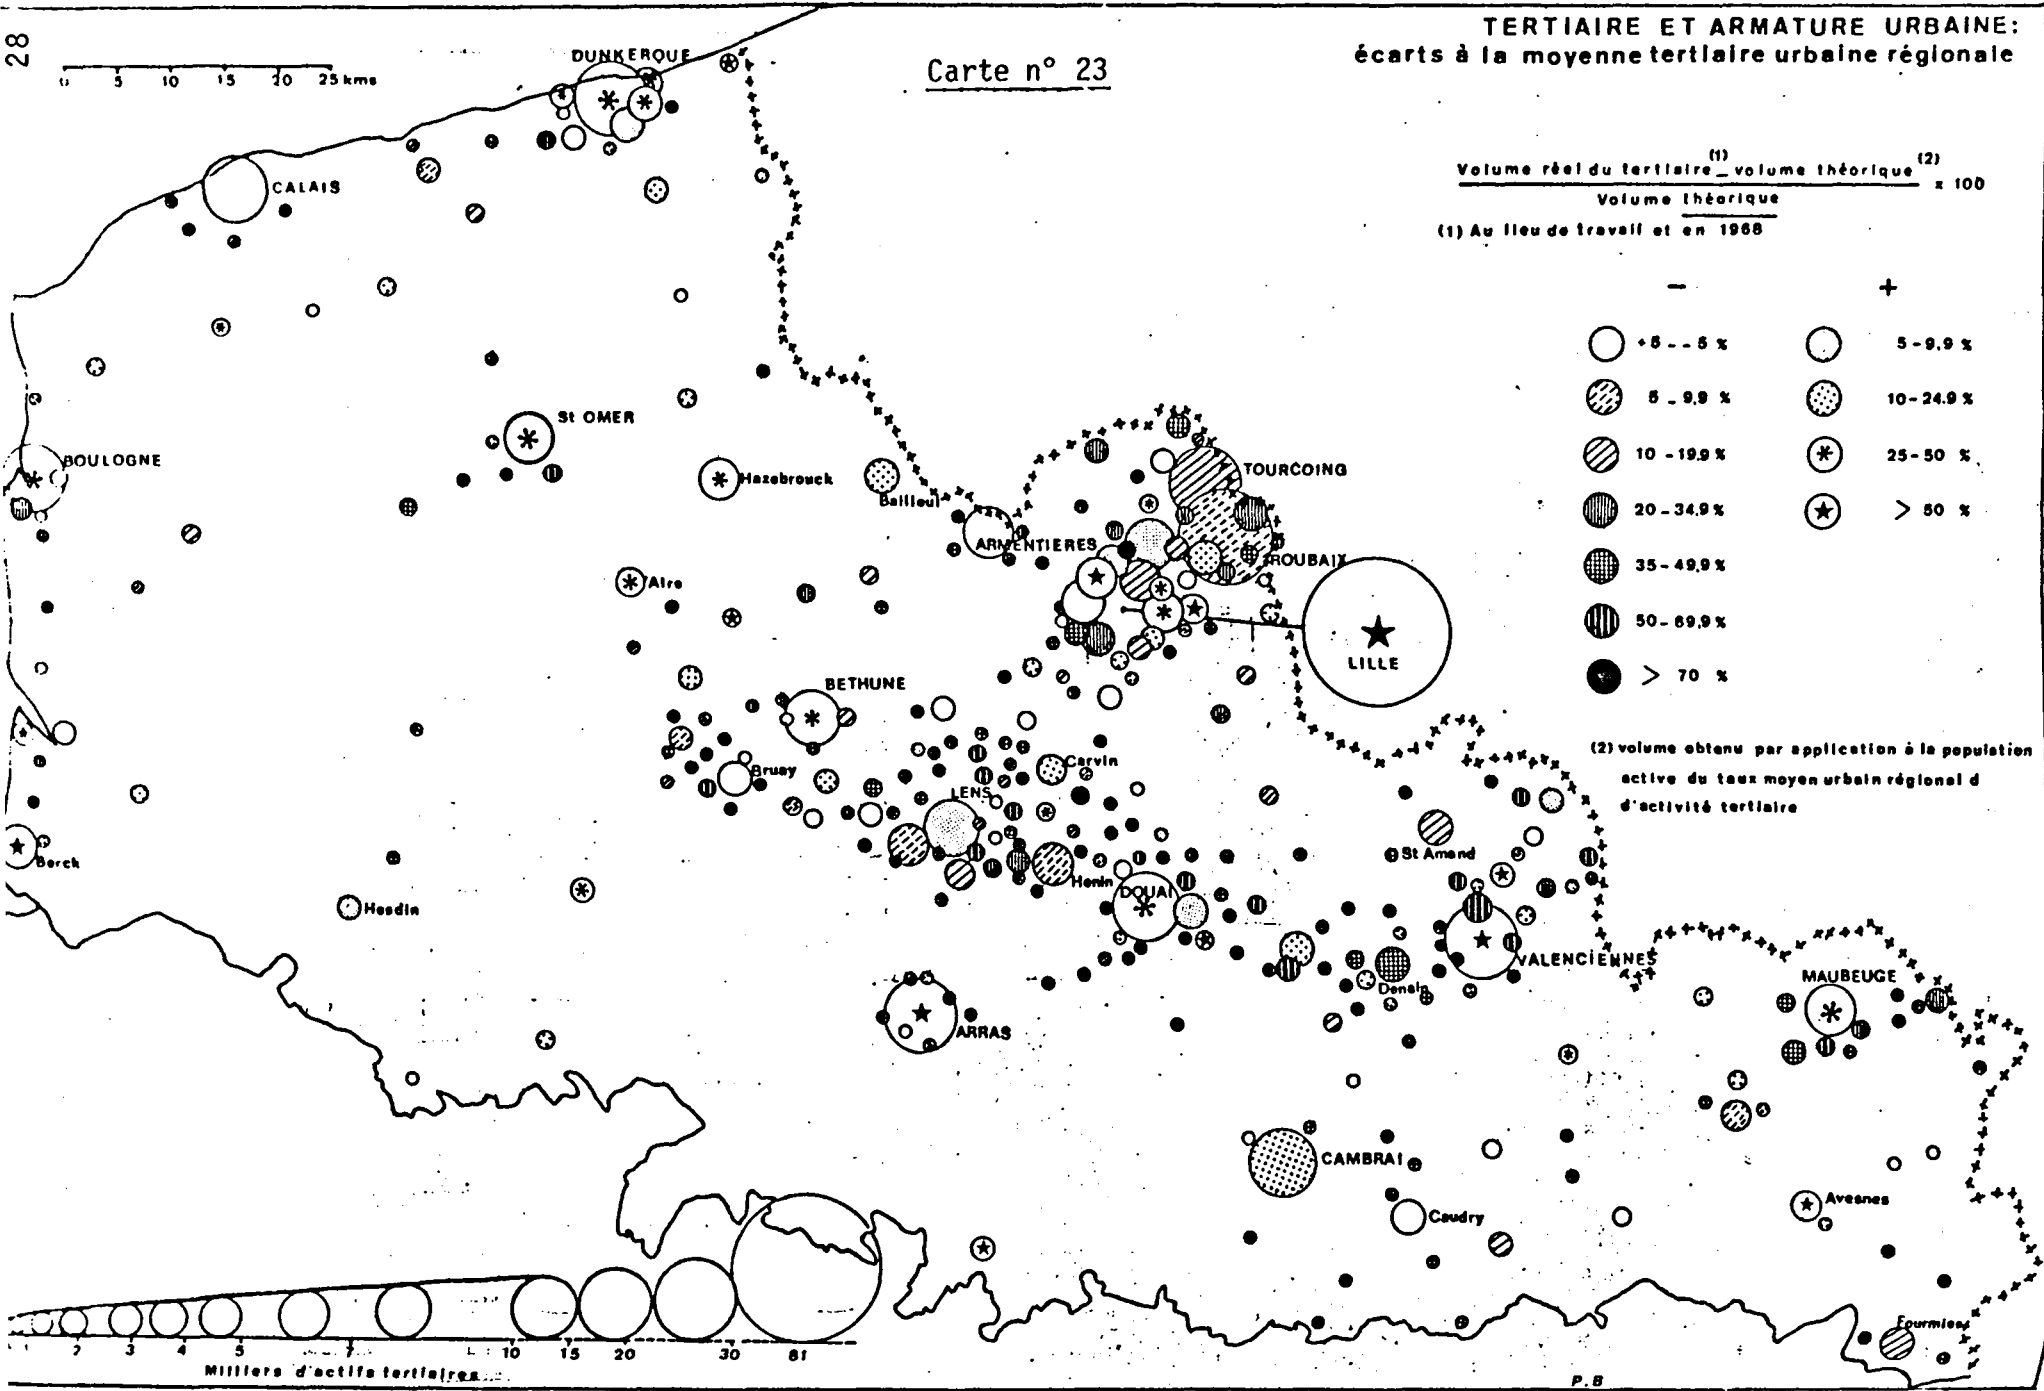 28
TERTIAIRE ET ARMATURE URBAINE:
écarts à la moyenne tertiaire urbaine régionale
Carte n° 23
0 5 10 15 20 25 kms
Volume réel du tertiaire (1) _ volume théorique (2)
x 100
Volume théorique
(1) Au lieu de travail et en 1968
- +
+5 - - 5 % 5 - 9,9 %
5 _ 9,9 % 10 - 24.9 %
10 - 19.9 % 25 - 50 %
20 - 34.9 % > 50 %
35 - 49,9 %
50 - 69,9 %
> 70 %
(2) volume obtenu par application à la population
active du taux moyen urbain régional d
d'activité tertiaire
DUNKERQUE
CALAIS
St OMER
BOULOGNE
Hazebrouck
Bailleul
ARMENTIERES
TOURCOING
ROUBAIX
LILLE
Aire
BETHUNE
Bruay
Carvin
LENS
Henin
DOUAI
St Amand
VALENCIENNES
Denain
MAUBEUGE
Berck
Hesdin
ARRAS
CAMBRAI
Caudry
Avesnes
Fourmies
1 2 3 4 5 7 10 15 20 30 81
Milliers d'actifs tertiaires
P.B